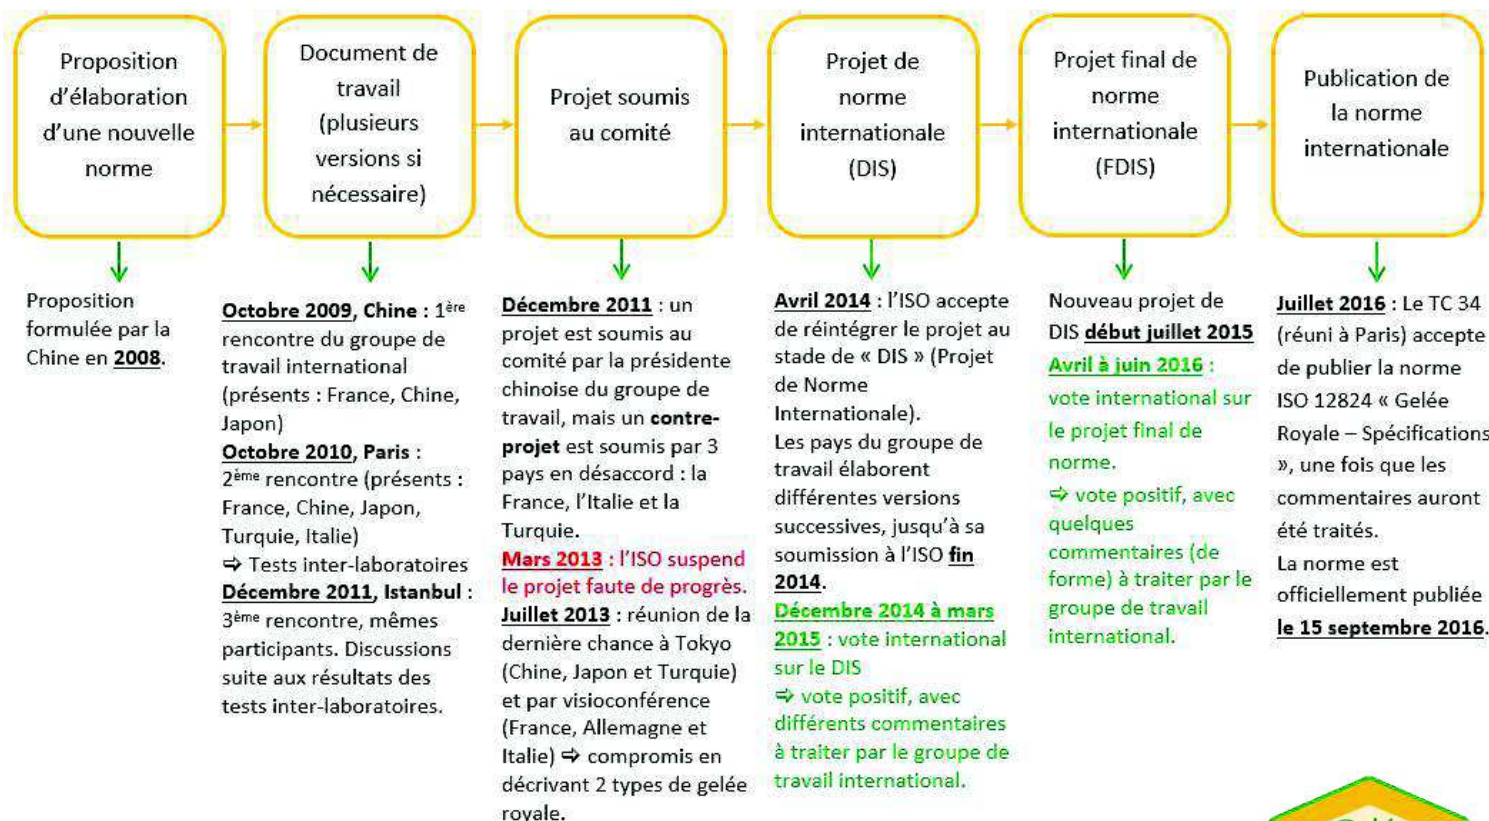 Proposition
d’élaboration
d’une nouvelle
norme
Document de
travail
(plusieurs
versions si
nécessaire)
Projet soumis
au comité
Projet de
norme
internationale
(DIS)
Projet final de
norme
internationale
(FDIS)
Publication de
la norme
internationale
Proposition
formulée par la
Chine en 2008.
Octobre 2009, Chine : 1ère
rencontre du groupe de
travail international
(présents : France, Chine,
Japon)
Octobre 2010, Paris :
2ème rencontre (présents :
France, Chine, Japon,
Turquie, Italie)
⇨ Tests inter-laboratoires
Décembre 2011, Istanbul :
3ème rencontre, mêmes
participants. Discussions
suite aux résultats des
tests inter-laboratoires.
Décembre 2011 : un
projet est soumis au
comité par la présidente
chinoise du groupe de
travail, mais un contre-
projet est soumis par 3
pays en désaccord : la
France, l’Italie et la
Turquie.
Mars 2013 : l’ISO suspend
le projet faute de progrès.
Juillet 2013 : réunion de la
dernière chance à Tokyo
(Chine, Japon et Turquie)
et par visioconférence
(France, Allemagne et
Italie) ⇨ compromis en
décrivant 2 types de gelée
royale.
Avril 2014 : l’ISO accepte
de réintégrer le projet au
stade de « DIS » (Projet
de Norme
Internationale).
Les pays du groupe de
travail élaborent
différentes versions
successives, jusqu’à sa
soumission à l’ISO fin
2014.
Décembre 2014 à mars
2015 : vote international
sur le DIS
⇨ vote positif, avec
différents commentaires
à traiter par le groupe de
travail international.
Nouveau projet de
DIS début juillet 2015
Avril à juin 2016 :
vote international sur
le projet final de
norme.
⇨ vote positif, avec
quelques
commentaires (de
forme) à traiter par le
groupe de travail
international.
Juillet 2016 : Le TC 34
(réuni à Paris) accepte
de publier la norme
ISO 12824 « Gelée
Royale – Spécifications
», une fois que les
commentaires auront
été traités.
La norme est
officiellement publiée
le 15 septembre 2016.